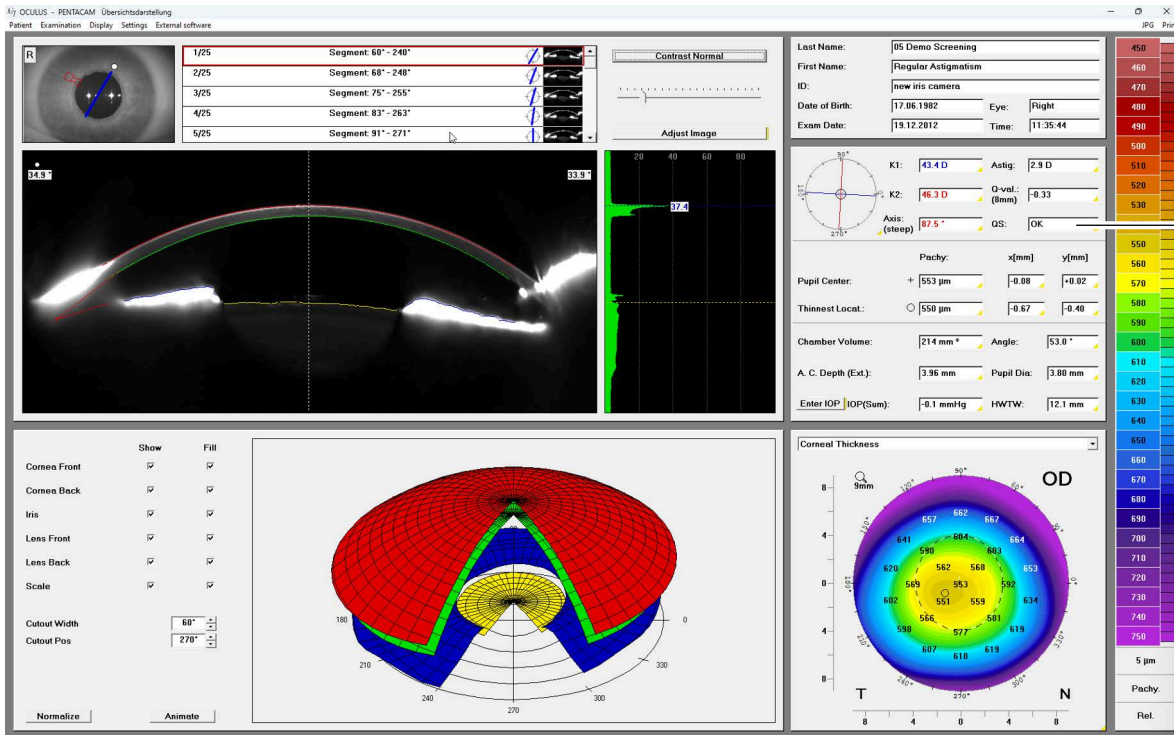 OCULUS - PENTACAM Übersichtsdarstellung
Patient Examination Display Settings External software JPG Prin
R
1/25 Segment: 60° - 240°
2/25 Segment: 68° - 248°
3/25 Segment: 75° - 255°
4/25 Segment: 83° - 263°
5/25 Segment: 91° - 271°
Contrast Normal
Adjust Image
34.9 ° 33.9 °
20 40 60 80
37.4
Last Name: 05 Demo Screening
First Name: Regular Astigmatism
ID: new iris camera
Date of Birth: 17.06.1982 Eye: Right
Exam Date: 19.12.2012 Time: 11:35:44
90°
180°
0°
270°
K1: 43.4 D Astig: 2.9 D
K2: 46.3 D Q-val.: (8mm) -0.33
Axis: (steep) 87.5 ° QS: OK
Pachy: x[mm] y[mm]
Pupil Center: + 553 µm -0.08 +0.02
Thinnest Locat.: O 550 µm -0.67 -0.40
Chamber Volume: 214 mm³ Angle: 53.0 °
A. C. Depth (Ext.): 3.96 mm Pupil Dia: 3.80 mm
Enter IOP IOP(Sum): -0.1 mmHg HWTW: 12.1 mm
Show Fill
Cornea Front
Cornea Back
Iris
Lens Front
Lens Back
Scale
Cutout Width 60°
Cutout Pos 270°
Normalize Animate
180
210
240
270
300
330
0
Corneal Thickness
9mm
OD
90°
120° 60°
150° 30°
180° 0°
330°
240° 300°
270°
8
4
0
4
8
662
657 667
641 604 664
590 603
620 562 568 653
569 553 592
602 551 559 634
566 581
598 577 619
607 618 619
T N
8 4 0 4 8
450
460
470
480
490
500
510
520
530
550
560
570
580
590
600
610
620
630
640
650
660
670
680
690
700
710
720
730
740
750
5 µm
Pachy.
Rel.